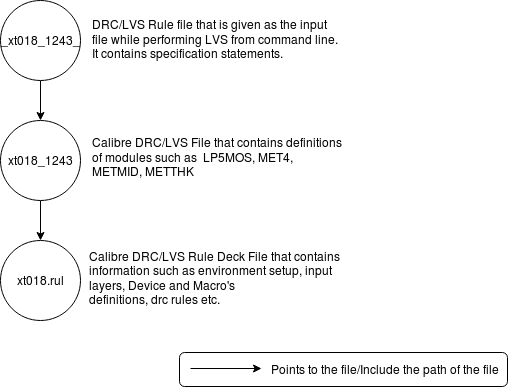 _xt018_1243_
DRC/LVS Rule file that is given as the input
file while performing LVS from command line.
It contains specification statements.
xt018_1243
Calibre DRC/LVS File that contains definitions
of modules such as LP5MOS, MET4,
METMID, METTHK
xt018.rul
Calibre DRC/LVS Rule Deck File that contains
information such as environment setup, input
layers, Device and Macro's
definitions, drc rules etc.
Points to the file/Include the path of the file